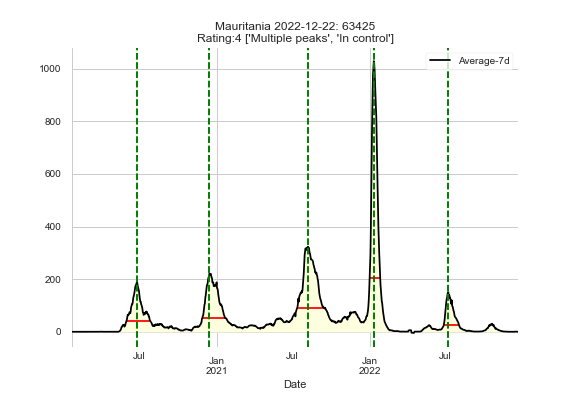 Mauritania 2022-12-22: 63425
Rating:4 ['Multiple peaks', 'In control']
Average-7d
1000
800
600
400
200
0
Jul
Jan
2021
Jul
Jan
2022
Jul
Date